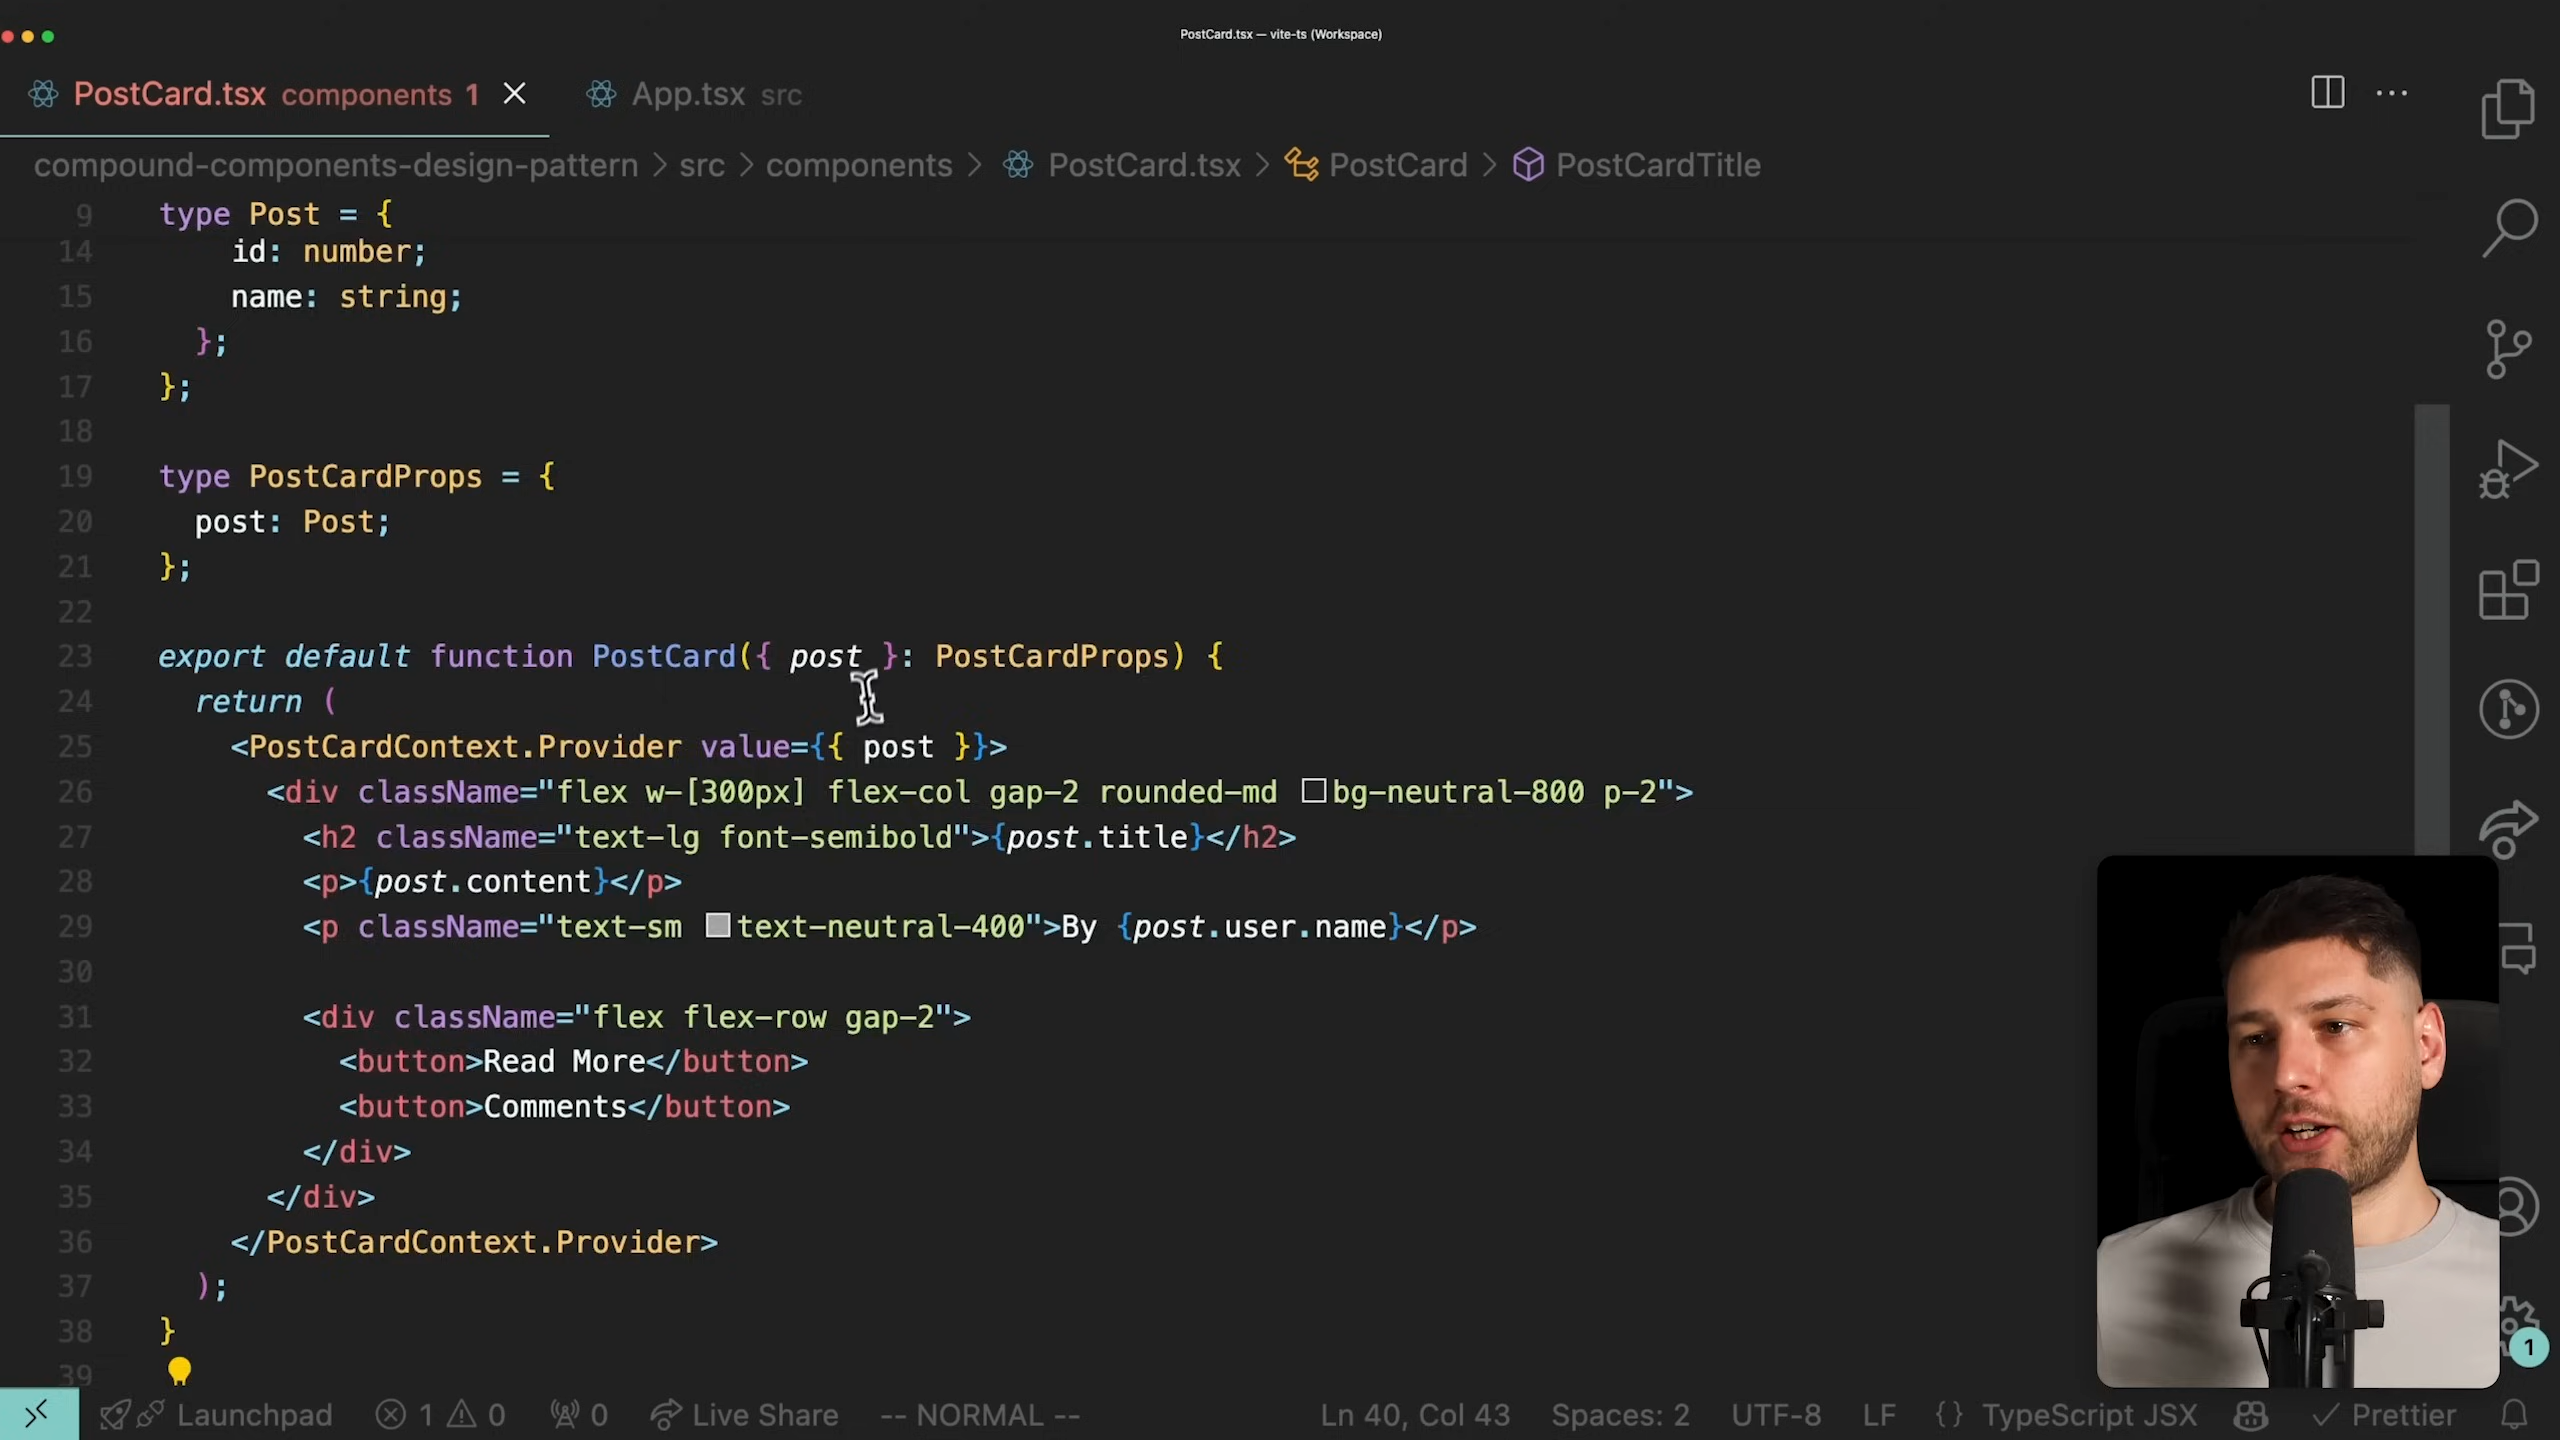 PostCard.tsx — vite-ts (Workspace)
PostCard.tsx components 1 App.tsx src
compound-components-design-pattern > src > components > PostCard.tsx > PostCard > PostCardTitle
9 type Post = {
14 id: number;
15 name: string;
16 };
17 };
18
19 type PostCardProps = {
20 post: Post;
21 };
22
23 export default function PostCard({ post }: PostCardProps) {
24 return (
25 <PostCardContext.Provider value={{ post }}>
26 <div className="flex w-[300px] flex-col gap-2 rounded-md bg-neutral-800 p-2">
27 <h2 className="text-lg font-semibold">{post.title}</h2>
28 <p>{post.content}</p>
29 <p className="text-sm text-neutral-400">By {post.user.name}</p>
30
31 <div className="flex flex-row gap-2">
32 <button>Read More</button>
33 <button>Comments</button>
34 </div>
35 </div>
36 </PostCardContext.Provider>
37 );
38 }
39
1
Launchpad 1 0 0 Live Share -- NORMAL -- Ln 40, Col 43 Spaces: 2 UTF-8 LF {} TypeScript JSX Prettier